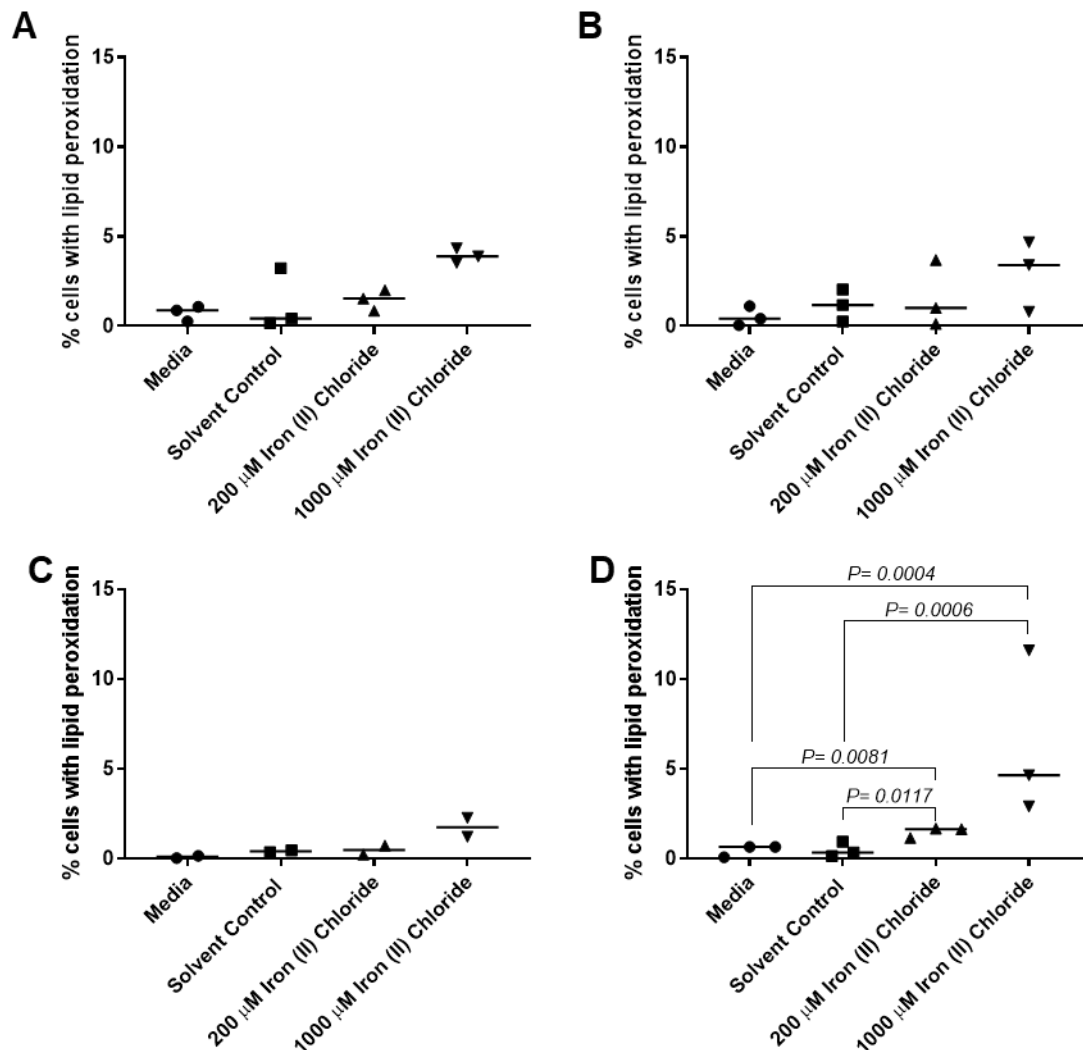 A
% cells with lipid peroxidation
15
10
5
0
Media
Solvent Control
200 μM Iron (II) Chloride
1000 μM Iron (II) Chloride
B
% cells with lipid peroxidation
15
10
5
0
Media
Solvent Control
200 μM Iron (II) Chloride
1000 μM Iron (II) Chloride
C
% cells with lipid peroxidation
15
10
5
0
Media
Solvent Control
200 μM Iron (II) Chloride
1000 μM Iron (II) Chloride
D
% cells with lipid peroxidation
15
10
5
0
P= 0.0004
P= 0.0006
P= 0.0081
P= 0.0117
Media
Solvent Control
200 μM Iron (II) Chloride
1000 μM Iron (II) Chloride